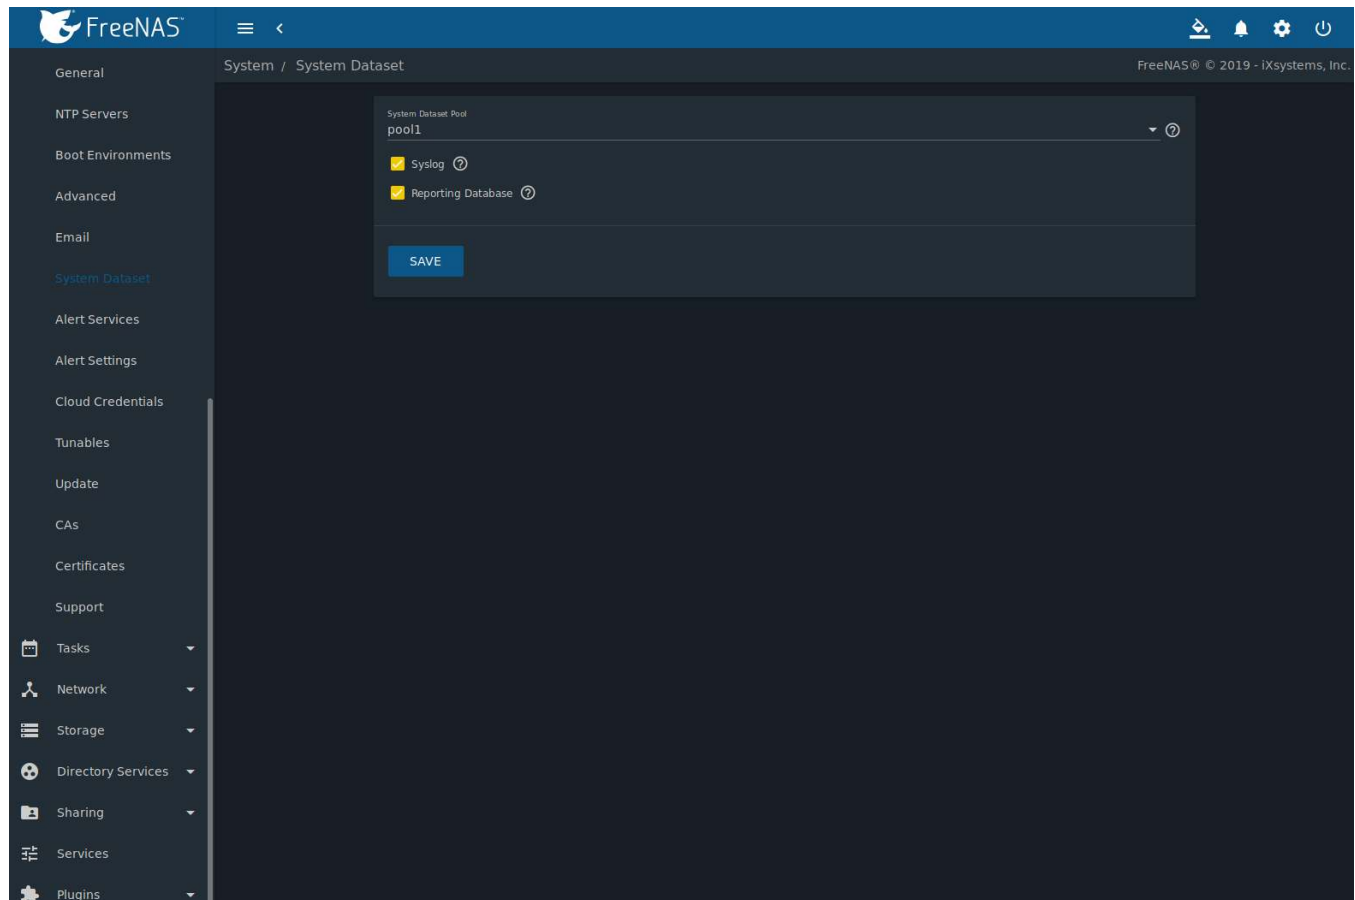 FreeNAS
System / System Dataset
FreeNAS® © 2019 - iXsystems, Inc.
General
NTP Servers
Boot Environments
Advanced
Email
System Dataset
Alert Services
Alert Settings
Cloud Credentials
Tunables
Update
CAs
Certificates
Support
Tasks
Network
Storage
Directory Services
Sharing
Services
Plugins
System Dataset Pool
pool1
Syslog
Reporting Database
SAVE